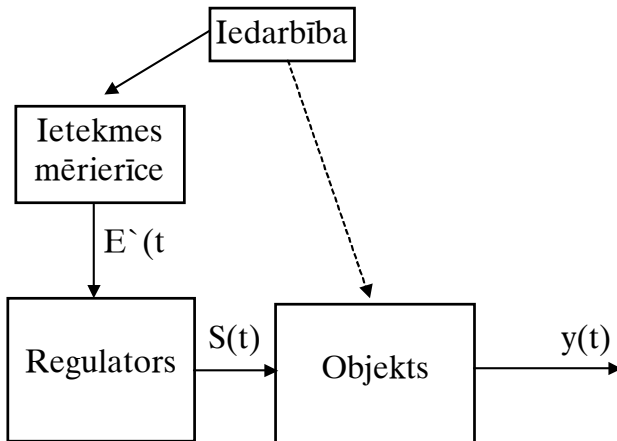 Iedarbība
Ietekmes
mērierīce
E`(t
Regulators
S(t)
Objekts
y(t)